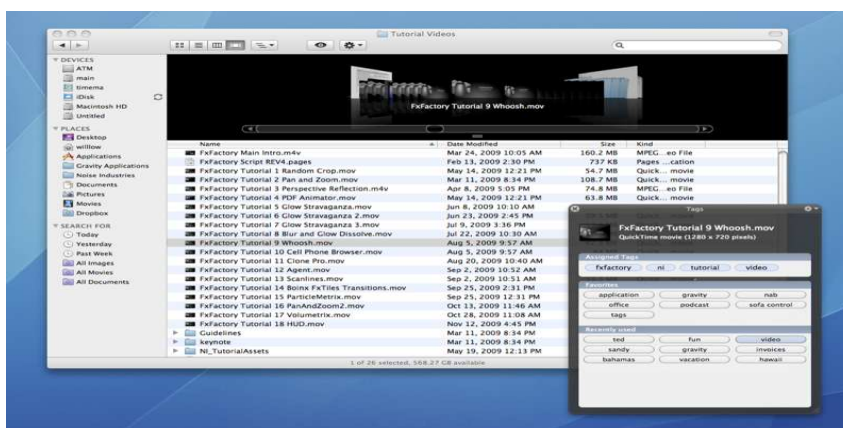 Tutorial Videos
DEVICES
ATM
main
timema
iDisk
Macintosh HD
Untitled
PLACES
Desktop
willlow
Applications
Gravity Applications
Noise Industries
Documents
Pictures
Movies
Dropbox
SEARCH FOR
Today
Yesterday
Past Week
All Images
All Movies
All Documents
FxFactory Tutorial 9 Whoosh.mov
Name Date Modified Size Kind
FxFactory Main Intro.m4v Mar 24, 2009 10:05 AM 160.2 MB MPEG...eo File
FxFactory Script REV4.pages Feb 13, 2009 2:30 PM 737 KB Pages ...cation
FxFactory Tutorial 1 Random Crop.mov May 14, 2009 12:21 PM 54.7 MB Quick... movie
FxFactory Tutorial 2 Pan and Zoom.mov Mar 11, 2009 8:34 PM 108.7 MB Quick... movie
FxFactory Tutorial 3 Perspective Reflection.m4v Apr 8, 2009 5:05 PM 74.8 MB MPEG...eo File
FxFactory Tutorial 4 PDF Animator.mov May 14, 2009 12:21 PM 63.8 MB Quick... movie
FxFactory Tutorial 5 Glow Stravaganza.mov Jun 8, 2009 10:10 AM
FxFactory Tutorial 6 Glow Stravaganza 2.mov Jun 23, 2009 2:45 PM
FxFactory Tutorial 7 Glow Stravaganza 3.mov Jul 9, 2009 3:36 PM
FxFactory Tutorial 8 Blur and Glow Dissolve.mov Jul 22, 2009 10:30 AM
FxFactory Tutorial 9 Whoosh.mov Aug 5, 2009 9:57 AM
FxFactory Tutorial 10 Cell Phone Browser.mov Aug 5, 2009 9:57 AM
FxFactory Tutorial 11 Clone Pro.mov Aug 20, 2009 10:40 AM
FxFactory Tutorial 12 Agent.mov Sep 2, 2009 10:52 AM
FxFactory Tutorial 13 Scanlines.mov Sep 2, 2009 10:51 AM
FxFactory Tutorial 14 Boinx FxTiles Transitions.mov Sep 25, 2009 2:31 PM
FxFactory Tutorial 15 ParticleMetrix.mov Sep 25, 2009 12:31 PM
FxFactory Tutorial 16 PanAndZoom2.mov Oct 13, 2009 11:46 AM
FxFactory Tutorial 17 Volumetrix.mov Oct 28, 2009 11:08 AM
FxFactory Tutorial 18 HUD.mov Nov 12, 2009 4:45 PM
Guidelines Mar 11, 2009 8:34 PM
keynote Mar 11, 2009 8:34 PM
NI_TutorialAssets May 19, 2009 12:13 PM
1 of 26 selected, 568.27 GB available
Tags
FxFactory Tutorial 9 Whoosh.mov
QuickTime movie (1280 x 720 pixels)
Assigned Tags
fxfactory ni tutorial video
Favorites
application gravity nab
office podcast sofa control
tags
Recently used
ted fun video
sandy gravity invoices
bahamas vacation hawaii